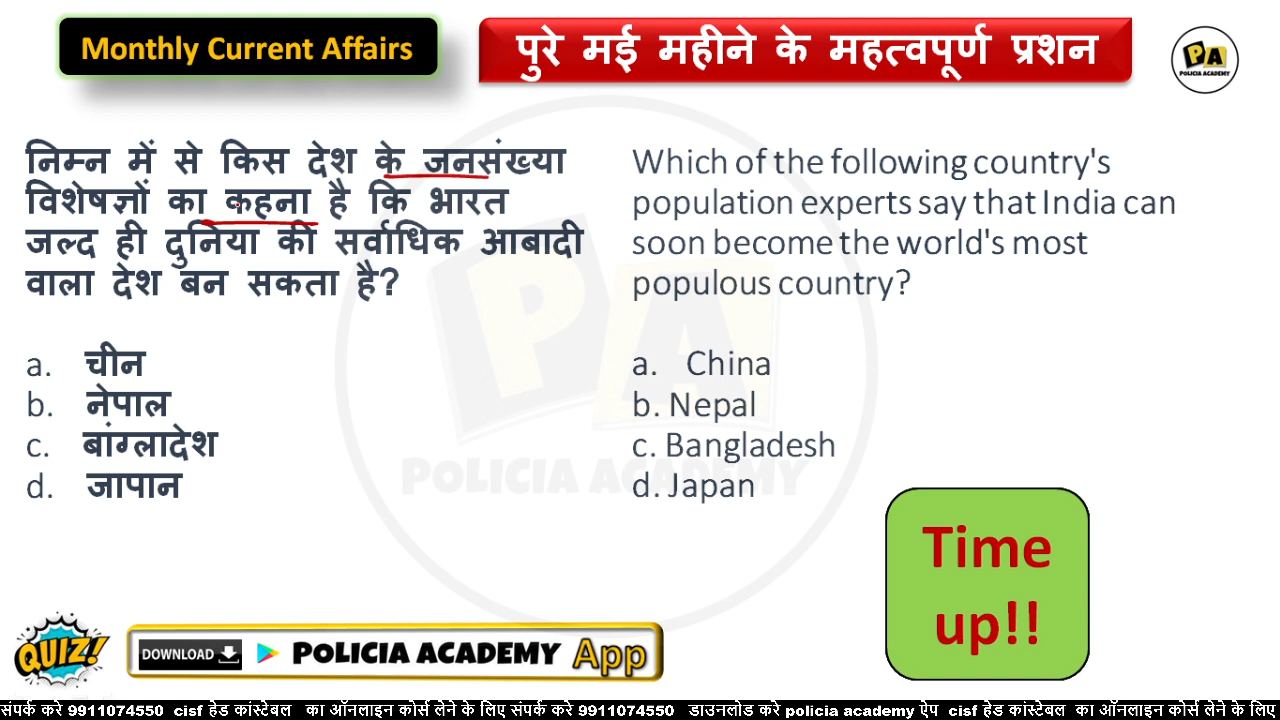 Monthly Current Affairs
पुरे मई महीने के महत्वपूर्ण प्रशन
PA
POLICIA ACADEMY
निम्न में से किस देश के जनसंख्या
विशेषज्ञों का कहना है कि भारत
जल्द ही दुनिया की सर्वाधिक आबादी
वाला देश बन सकता है?
a. चीन
b. नेपाल
c. बांग्लादेश
d. जापान
Which of the following country's
population experts say that India can
soon become the world's most
populous country?
a. China
b. Nepal
c. Bangladesh
d. Japan
PA
POLICIA ACADEMY
Time
up!!
QUIZ!
DOWNLOAD
POLICIA ACADEMY App
संपर्क करे 9911074550 cisf हेड कांस्टेबल का ऑनलाइन कोर्स लेने के लिए संपर्क करे 9911074550 डाउनलोड करे policia academy ऐप cisf हेड कांस्टेबल का ऑनलाइन कोर्स लेने के लिए